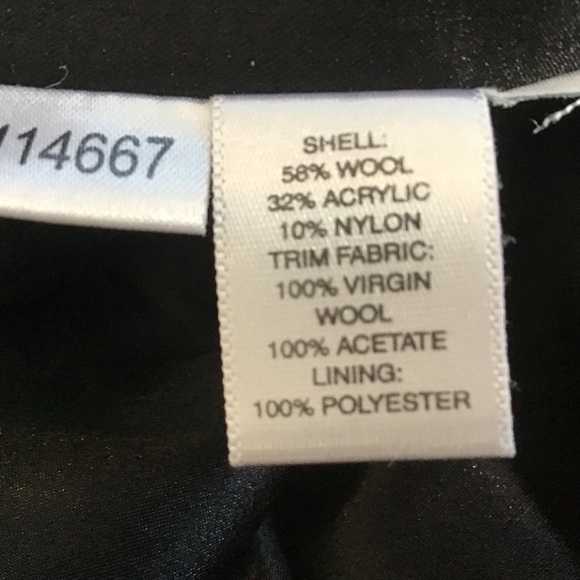 114667
SHELL:
58% WOOL
32% ACRYLIC
10% NYLON
TRIM FABRIC:
100% VIRGIN
WOOL
100% ACETATE
LINING:
100% POLYESTER